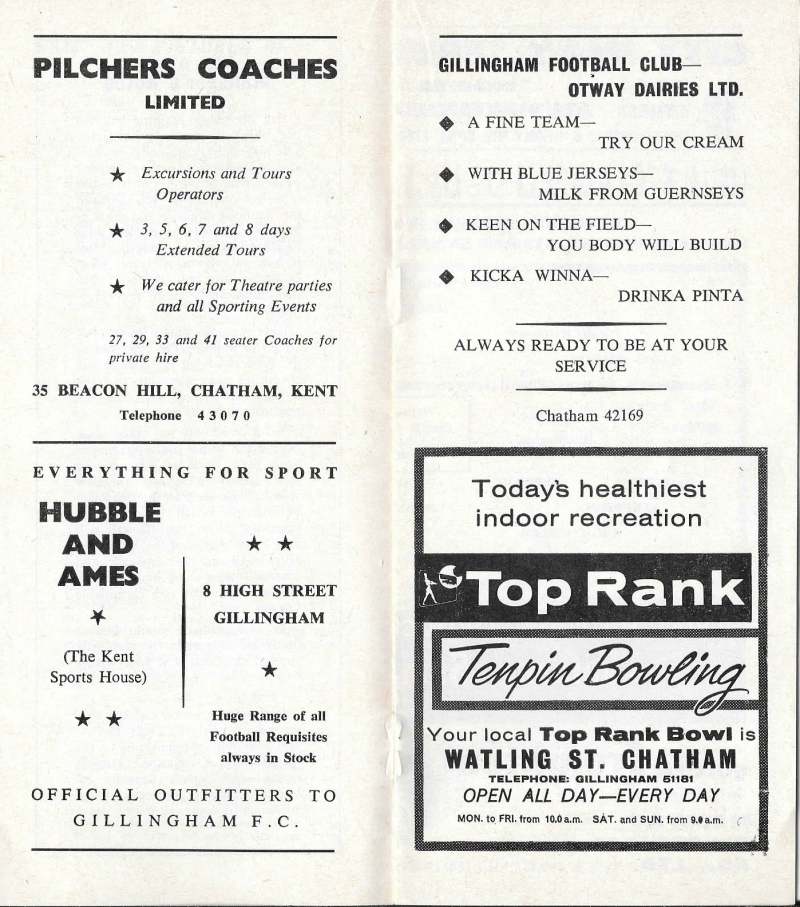 PILCHERS COACHES
LIMITED
Excursions and Tours
Operators
3, 5, 6, 7 and 8 days
Extended Tours
We cater for Theatre parties
and all Sporting Events
27, 29, 33 and 41 seater Coaches for
private hire
35 BEACON HILL, CHATHAM, KENT
Telephone 43070
EVERYTHING FOR SPORT
HUBBLE
AND
AMES
(The Kent
Sports House)
8 HIGH STREET
GILLINGHAM
Huge Range of all
Football Requisites
always in Stock
OFFICIAL OUTFITTERS TO
GILLINGHAM F.C.
GILLINGHAM FOOTBALL CLUB—
OTWAY DAIRIES LTD.
A FINE TEAM—
TRY OUR CREAM
WITH BLUE JERSEYS—
MILK FROM GUERNSEYS
KEEN ON THE FIELD—
YOU BODY WILL BUILD
KICKA WINNA—
DRINKA PINTA
ALWAYS READY TO BE AT YOUR
SERVICE
Chatham 42169
Today's healthiest
indoor recreation
Top Rank
Tenpin Bowling
Your local Top Rank Bowl is
WATLING ST. CHATHAM
TELEPHONE: GILLINGHAM 51181
OPEN ALL DAY—EVERY DAY
MON. to FRI. from 10.0 a.m. SAT. and SUN. from 9.0 a.m.